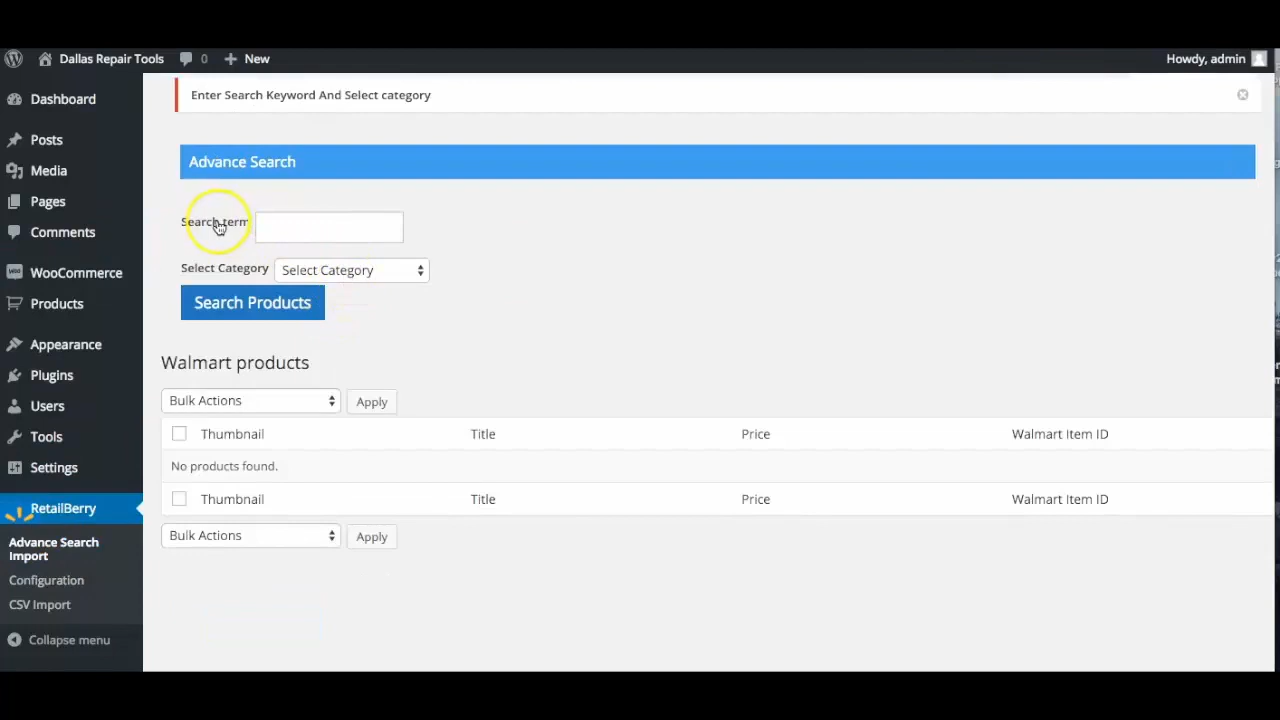 Dallas Repair Tools 0 New Howdy, admin
Dashboard
Posts
Media
Pages
Comments
WooCommerce
Products
Appearance
Plugins
Users
Tools
Settings
RetailBerry
Advance Search
Import
Configuration
CSV Import
Collapse menu
Enter Search Keyword And Select category
Advance Search
Search term
Select Category Select Category
Search Products
Walmart products
Bulk Actions Apply
Thumbnail Title Price Walmart Item ID
No products found.
Thumbnail Title Price Walmart Item ID
Bulk Actions Apply